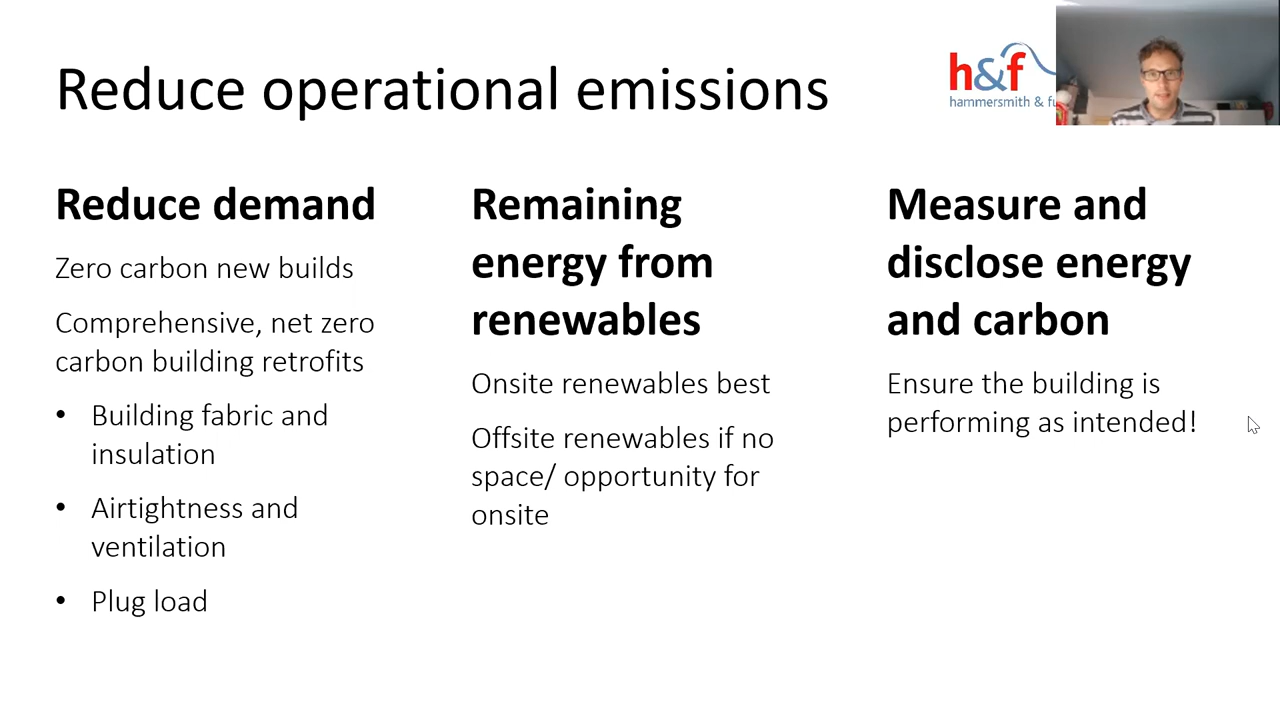 Reduce operational emissions
h&f
hammersmith &
Reduce demand
Zero carbon new builds
Comprehensive, net zero
carbon building retrofits
• Building fabric and
insulation
• Airtightness and
ventilation
• Plug load
Remaining
energy from
renewables
Onsite renewables best
Offsite renewables if no
space/ opportunity for
onsite
Measure and
disclose energy
and carbon
Ensure the building is
performing as intended!